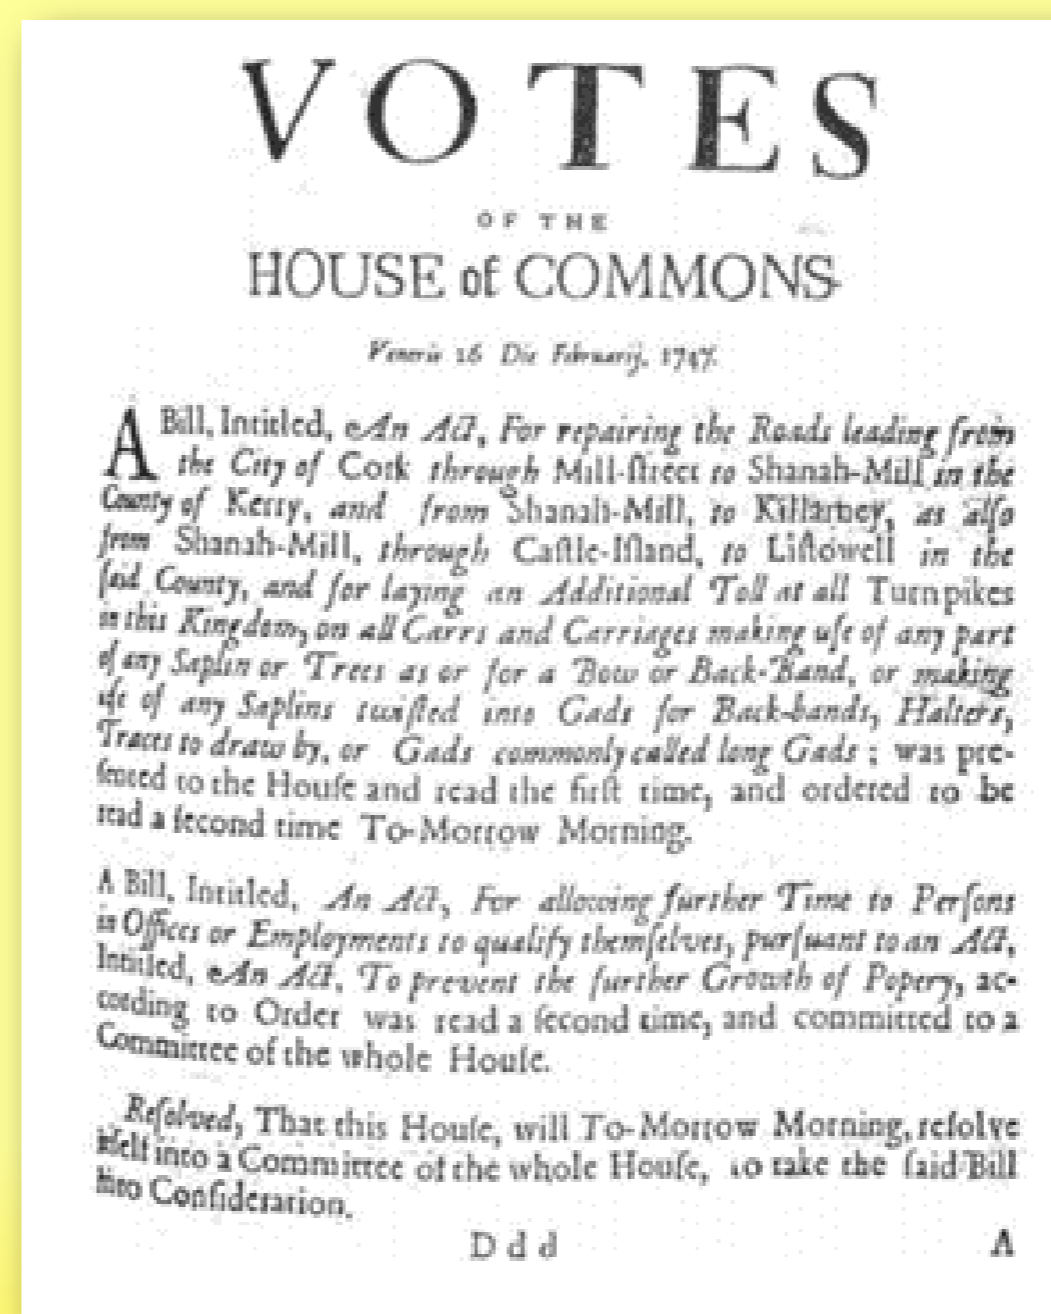 VOTES
OF THE
HOUSE of COMMONS
Veneris 26 Die Februarij, 1747.
A Bill, Intitled, An Act, For repairing the Roads leading from
the City of Cork through Mill-ſtreet to Shanah-Mill in the
County of Kerry, and from Shanah-Mill, to Killarney, as alſo
from Shanah-Mill, through Caſtle-Iſland, to Liſtowell in the
ſaid County, and for laying an Additional Toll at all Turnpikes
in this Kingdom, on all Carrs and Carriages making uſe of any part
of any Saplin or Trees as or for a Bow or Back-Band, or making
uſe of any Saplins twiſted into Gads for Back-bands, Halters,
Traces to draw by, or Gads commonly called long Gads; was pre-
ſented to the Houſe and read the firſt time, and ordered to be
read a ſecond time To-Morrow Morning.
A Bill, Intitled, An Act, For allowing further Time to Perſons
in Offices or Employments to qualify themſelves, purſuant to an Act,
Intitled, An Act, To prevent the further Growth of Popery, ac-
cording to Order was read a ſecond time, and committed to a
Committee of the whole Houſe.
Reſolved, That this Houſe, will To-Morrow Morning, reſolve
itſelf into a Committee of the whole Houſe, to take the ſaid Bill
into Conſideration.
Ddd A